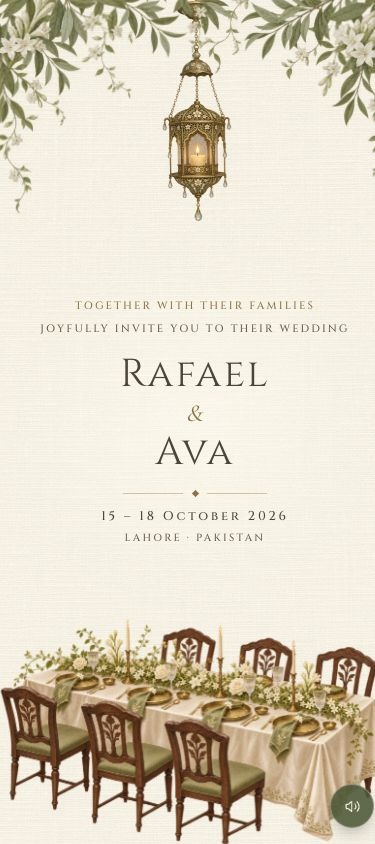 TOGETHER WITH THEIR FAMILIES
JOYFULLY INVITE YOU TO THEIR WEDDING
RAFAEL
&
AVA
15 – 18 OCTOBER 2026
LAHORE · PAKISTAN